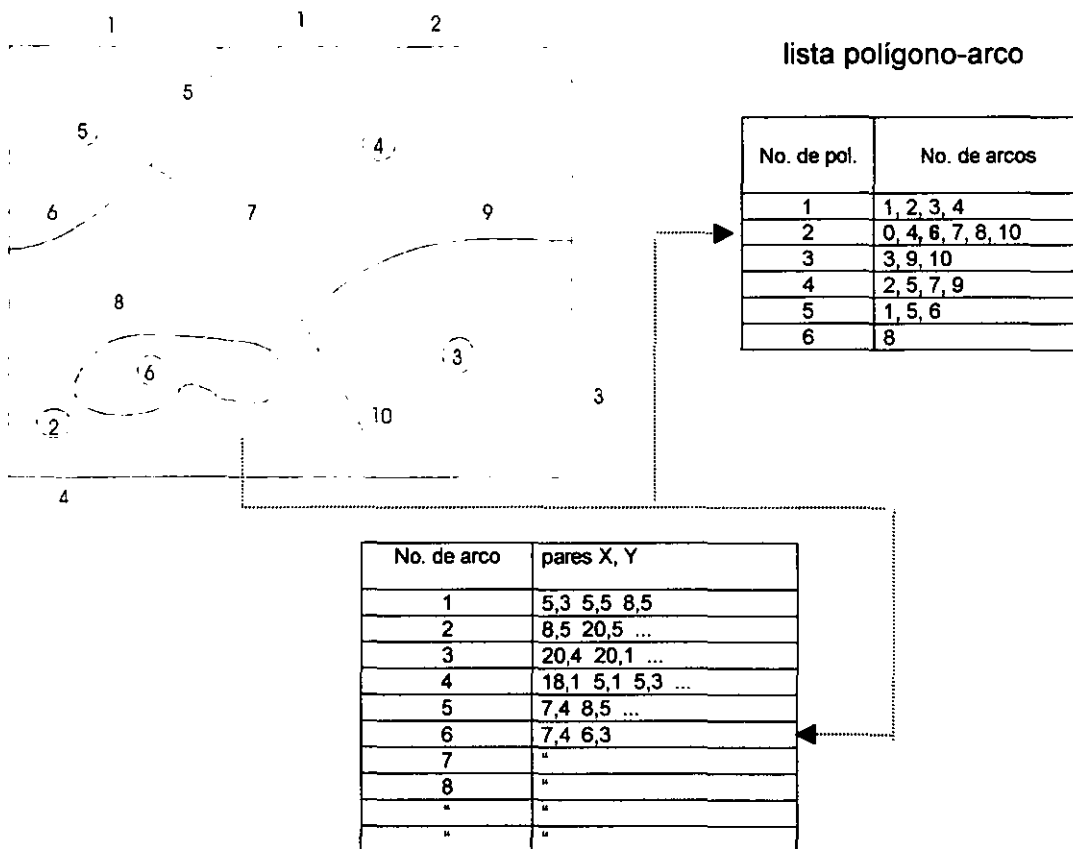 1 1 2
lista polígono-arco
5
5 4
6 7 9
8
6 3
3
2 10
4
No. de pol. No. de arcos
1 1, 2, 3, 4
2 0, 4, 6, 7, 8, 10
3 3, 9, 10
4 2, 5, 7, 9
5 1, 5, 6
6 8
No. de arco pares X, Y
1 5,3 5,5 8,5
2 8,5 20,5 ...
3 20,4 20,1 ...
4 18,1 5,1 5,3 ...
5 7,4 8,5 ...
6 7,4 6,3
7 "
8 "
" "
" "